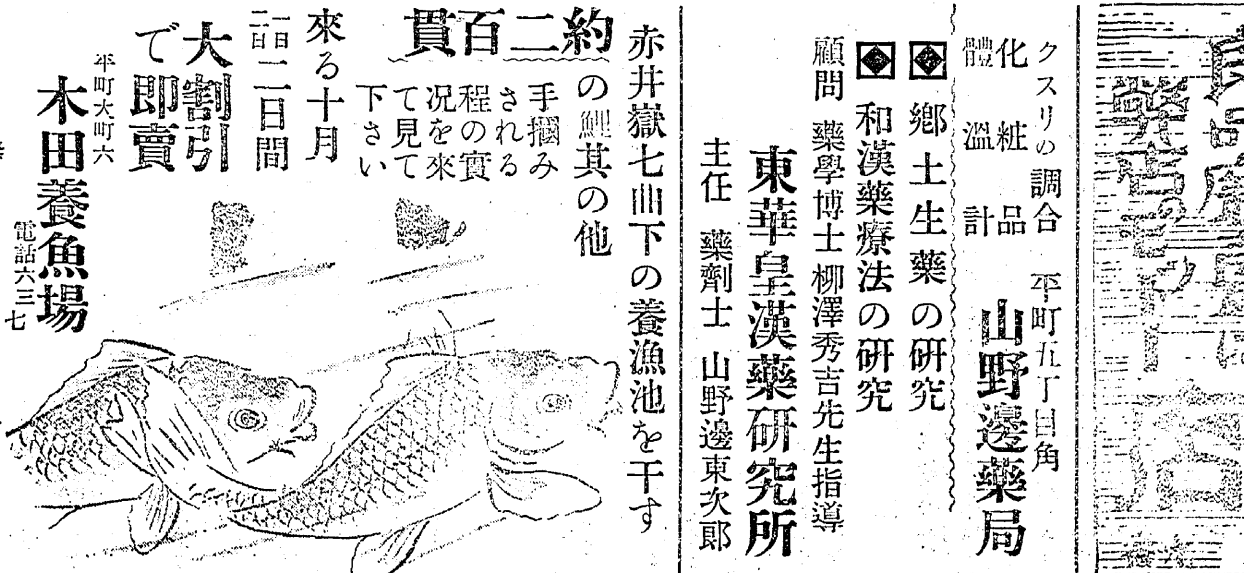 クスリの調合
平町五丁目角
化粧品
體溫計
山野邊藥局
鄉土生藥の研究
和漢藥療法の研究
顧問 藥學博士 柳澤秀吉先生指導
東華皇漢藥研究所
主任 藥劑士 山野邊東次郎
赤井嶽七曲下の養漁池を干す
約二百貫
の鯉其の他
手摑み
される
程の實
況を來
て見て
下さい
來る十月
一日
二日
二日間
大割引
で即賣
平町大町六
木田養魚場
電話六三七